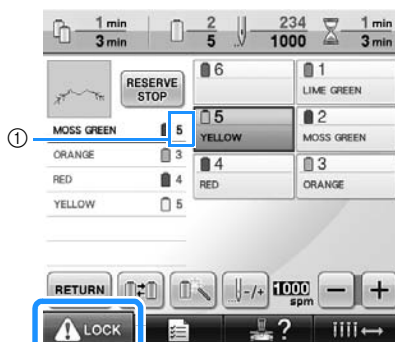 1 min
3 min
2
5
234
1000
1 min
3 min
RESERVE
STOP
6
1
LIME GREEN
①
MOSS GREEN 5
ORANGE 3
RED 4
YELLOW 5
5
YELLOW
2
MOSS GREEN
4
RED
3
ORANGE
RETURN
-/+
1000
spm
- +
LOCK
?